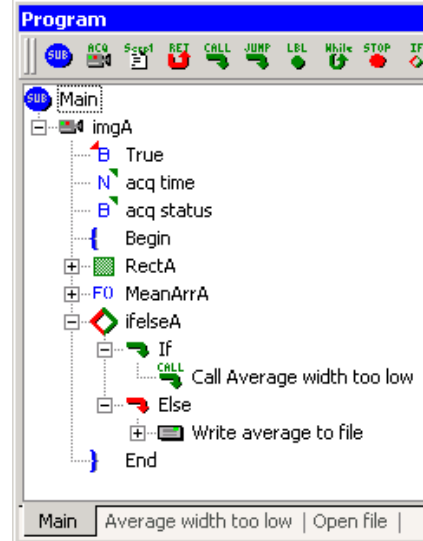 Program
SUB ACQ Script RET CALL JUMP LBL While STOP IF
SUB Main
imgA
B True
N acq time
B acq status
{ Begin
RectA
F() MeanArrA
ifelseA
If
CALL Call Average width too low
Else
Write average to file
} End
Main Average width too low | Open file |